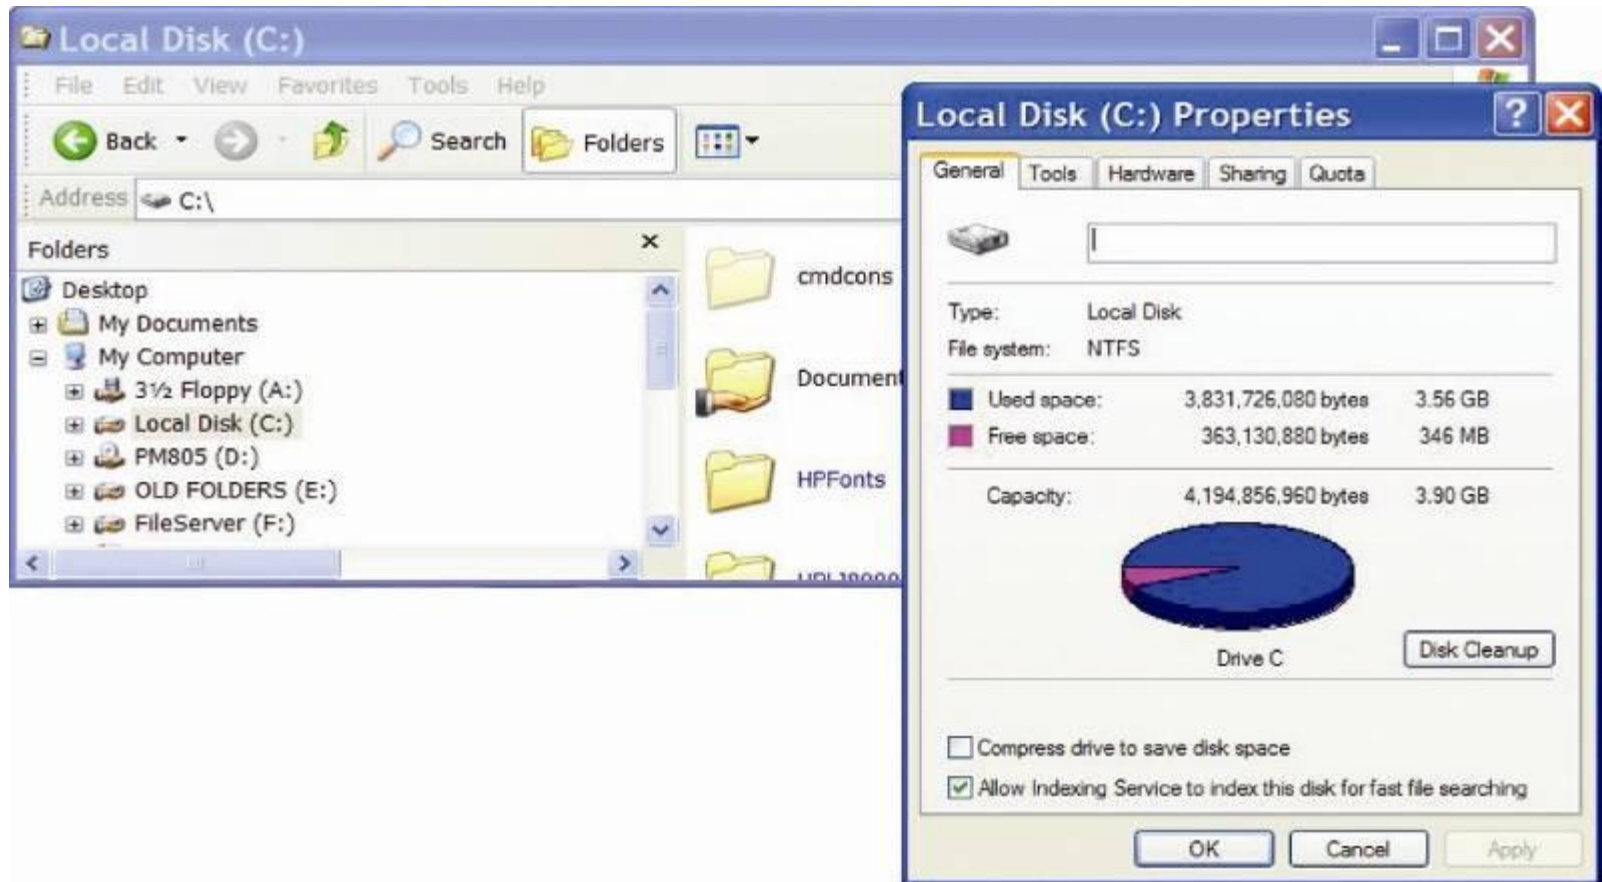 Local Disk (C:)
File Edit View Favorites Tools Help
Back Search Folders
Address C:\
Folders
Desktop
My Documents
My Computer
3½ Floppy (A:)
Local Disk (C:)
PM805 (D:)
OLD FOLDERS (E:)
FileServer (F:)
cmdcons
Document
HPFonts
Local Disk (C:) Properties
General Tools Hardware Sharing Quota
Type: Local Disk
File system: NTFS
Used space: 3,831,726,080 bytes 3.56 GB
Free space: 363,130,880 bytes 346 MB
Capacity: 4,194,856,960 bytes 3.90 GB
Drive C
Disk Cleanup
Compress drive to save disk space
Allow Indexing Service to index this disk for fast file searching
OK Cancel Apply